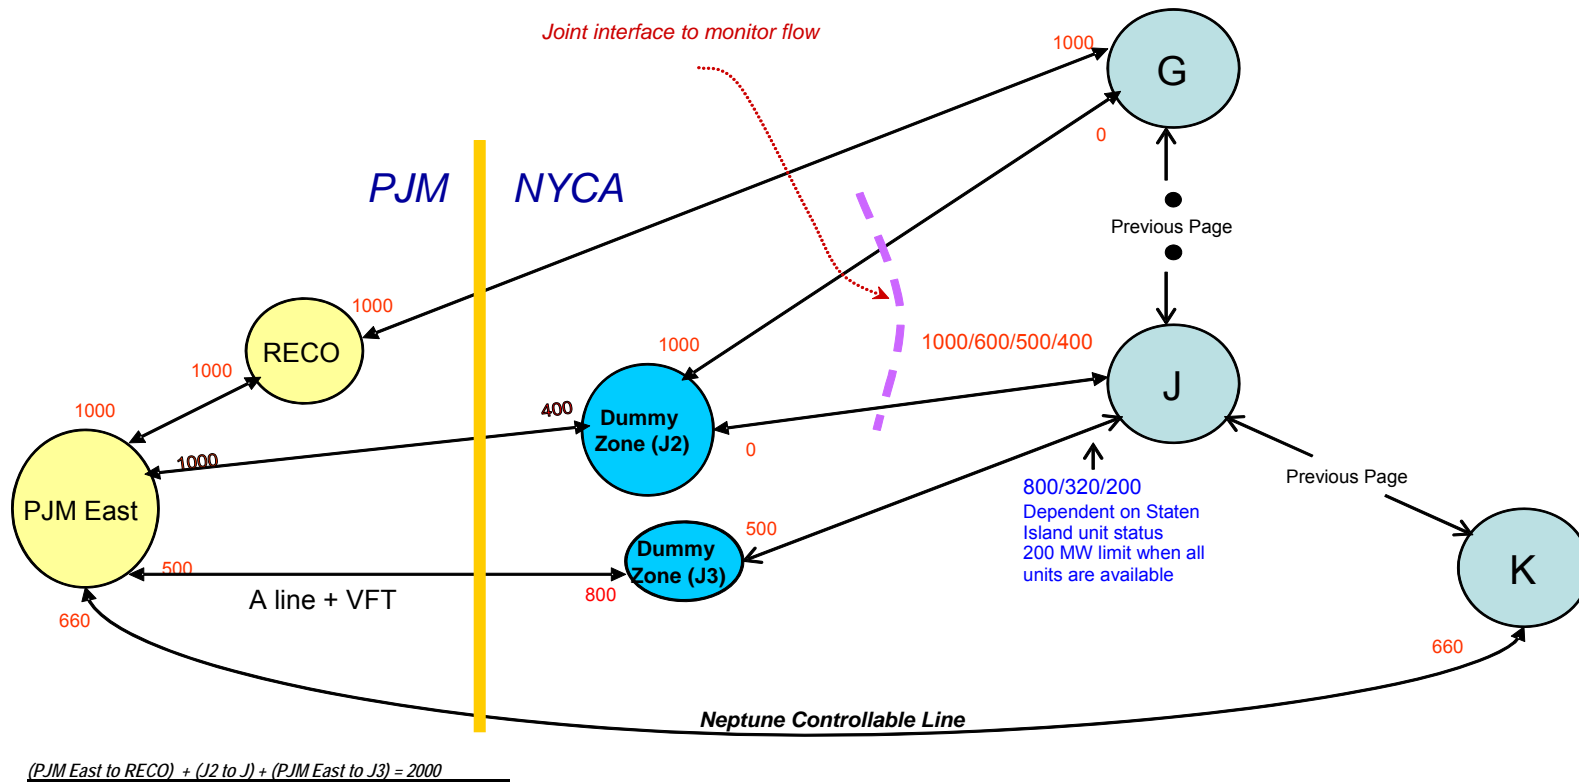 Joint interface to monitor flow
1000
G
0
PJM
NYCA
Previous Page
1000
RECO
1000
1000
1000
1000/600/500/400
J
400
Dummy
Zone (J2)
1000
0
PJM East
Previous Page
800/320/200
Dependent on Staten
Island unit status
200 MW limit when all
units are available
500
Dummy
Zone (J3)
500
800
A line + VFT
K
660
660
Neptune Controllable Line
(PJM East to RECO) + (J2 to J) + (PJM East to J3) = 2000